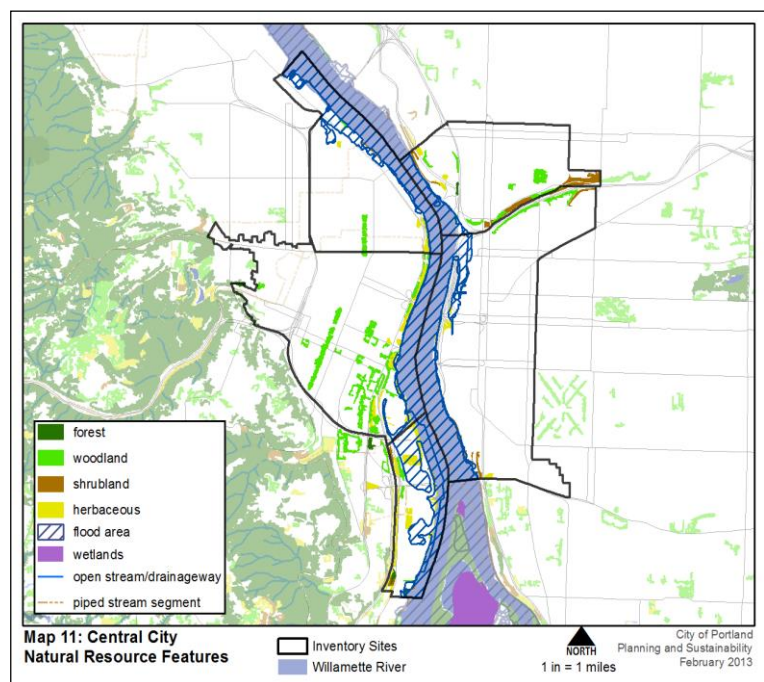 forest
woodland
shrubland
herbaceous
flood area
wetlands
open stream/drainageway
piped stream segment
Map 11: Central City
Natural Resource Features
Inventory Sites
Willamette River
NORTH
1 in = 1 miles
City of Portland
Planning and Sustainability
February 2013